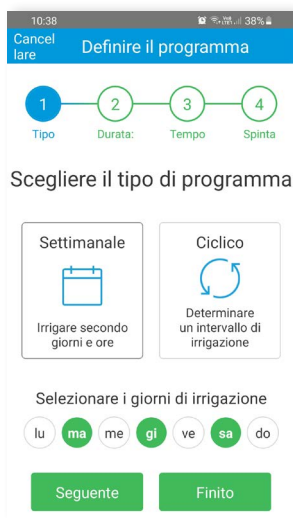 10:38
38%
Cancel
lare
Definire il programma
1
2
3
4
Tipo
Durata:
Tempo
Spinta
Scegliere il tipo di programma
Settimanale
Irrigare secondo
giorni e ore
Ciclico
Determinare
un intervallo di
irrigazione
Selezionare i giorni di irrigazione
lu ma me gi ve sa do
Seguente
Finito